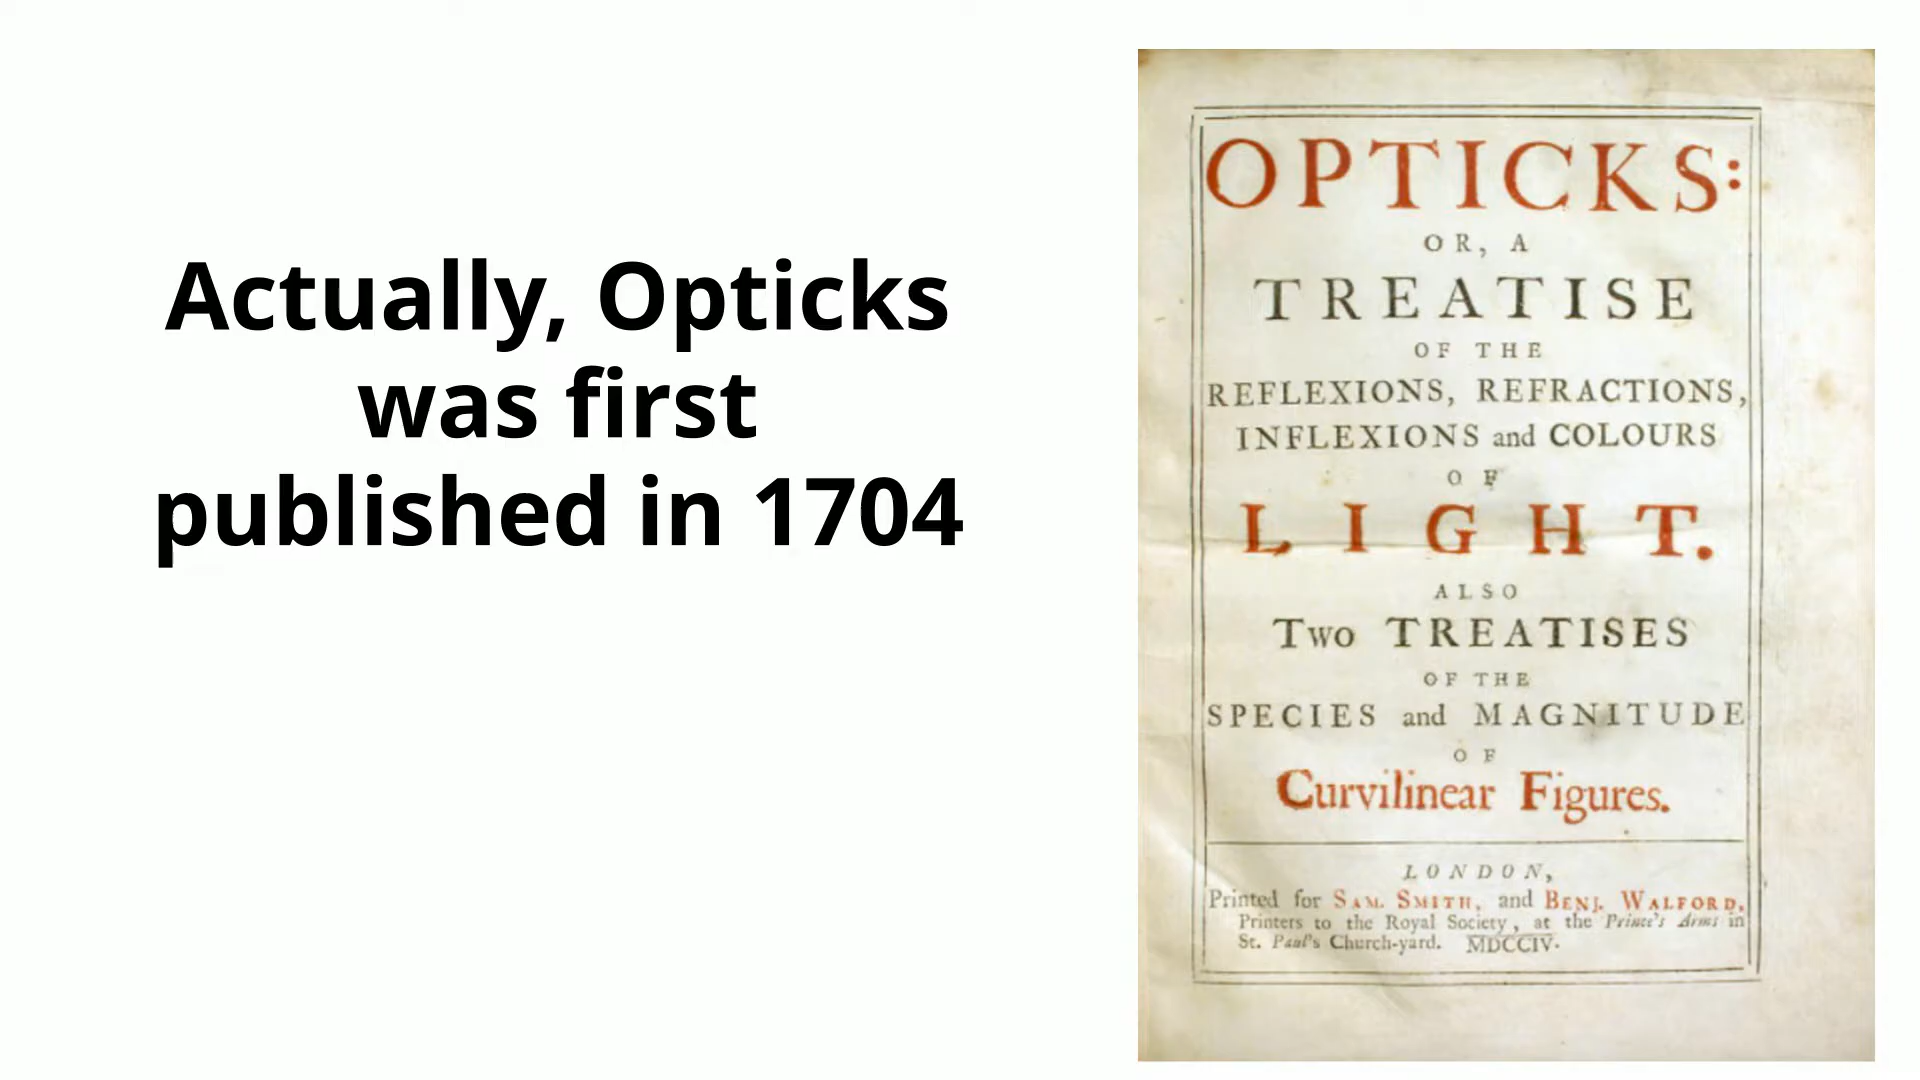 Actually, Opticks
was first
published in 1704
OPTICKS:
OR, A
TREATISE
OF THE
REFLEXIONS, REFRACTIONS,
INFLEXIONS and COLOURS
OF
LIGHT.
ALSO
Two TREATISES
OF THE
SPECIES and MAGNITUDE
OF
Curvilinear Figures.
LONDON,
Printed for SAM. SMITH, and BENJ. WALFORD,
Printers to the Royal Society, at the Prince's Arms in
St. Paul's Church-yard. MDCCIV.